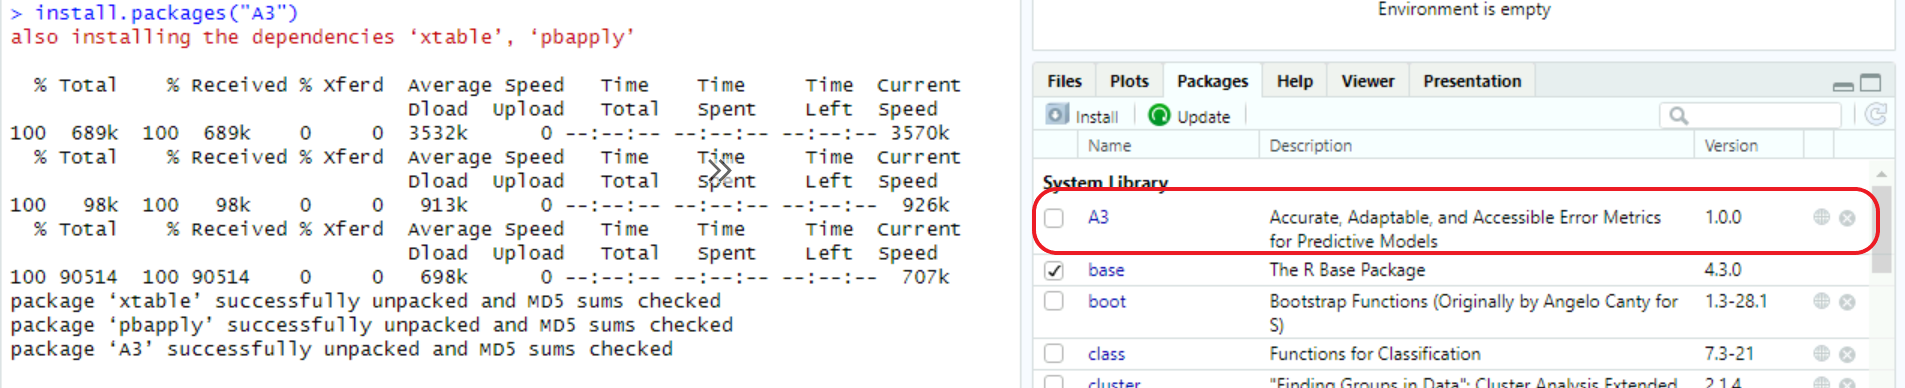 > install.packages("A3")
also installing the dependencies ‘xtable’, ‘pbapply’
% Total % Received % Xferd Average Speed Time Time Time Current
Dload Upload Total Spent Left Speed
100 689k 100 689k 0 0 3532k 0 --:--:-- --:--:-- --:--:-- 3570k
% Total % Received % Xferd Average Speed Time Time Time Current
Dload Upload Total Spent Left Speed
100 98k 100 98k 0 0 913k 0 --:--:-- --:--:-- --:--:-- 926k
% Total % Received % Xferd Average Speed Time Time Time Current
Dload Upload Total Spent Left Speed
100 90514 100 90514 0 0 698k 0 --:--:-- --:--:-- --:--:-- 707k
package ‘xtable’ successfully unpacked and MD5 sums checked
package ‘pbapply’ successfully unpacked and MD5 sums checked
package ‘A3’ successfully unpacked and MD5 sums checked
Environment is empty
Files Plots Packages Help Viewer Presentation
Install Update
Name Description Version
System Library
A3 Accurate, Adaptable, and Accessible Error Metrics 1.0.0
for Predictive Models
base The R Base Package 4.3.0
boot Bootstrap Functions (Originally by Angelo Canty for 1.3-28.1
S)
class Functions for Classification 7.3-21
cluster "Finding Groups in Data": Cluster Analysis Extended 2.1.4